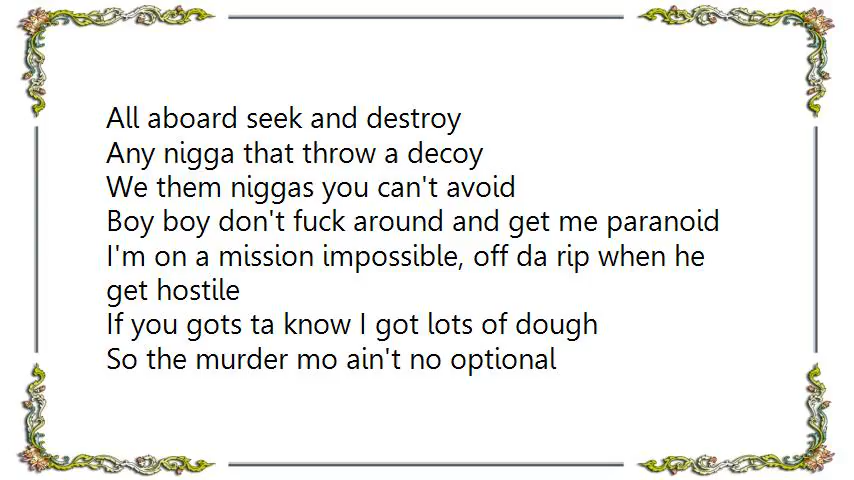 All aboard seek and destroy
Any nigga that throw a decoy
We them niggas you can't avoid
Boy boy don't fuck around and get me paranoid
I'm on a mission impossible, off da rip when he
get hostile
If you gots ta know I got lots of dough
So the murder mo ain't no optional